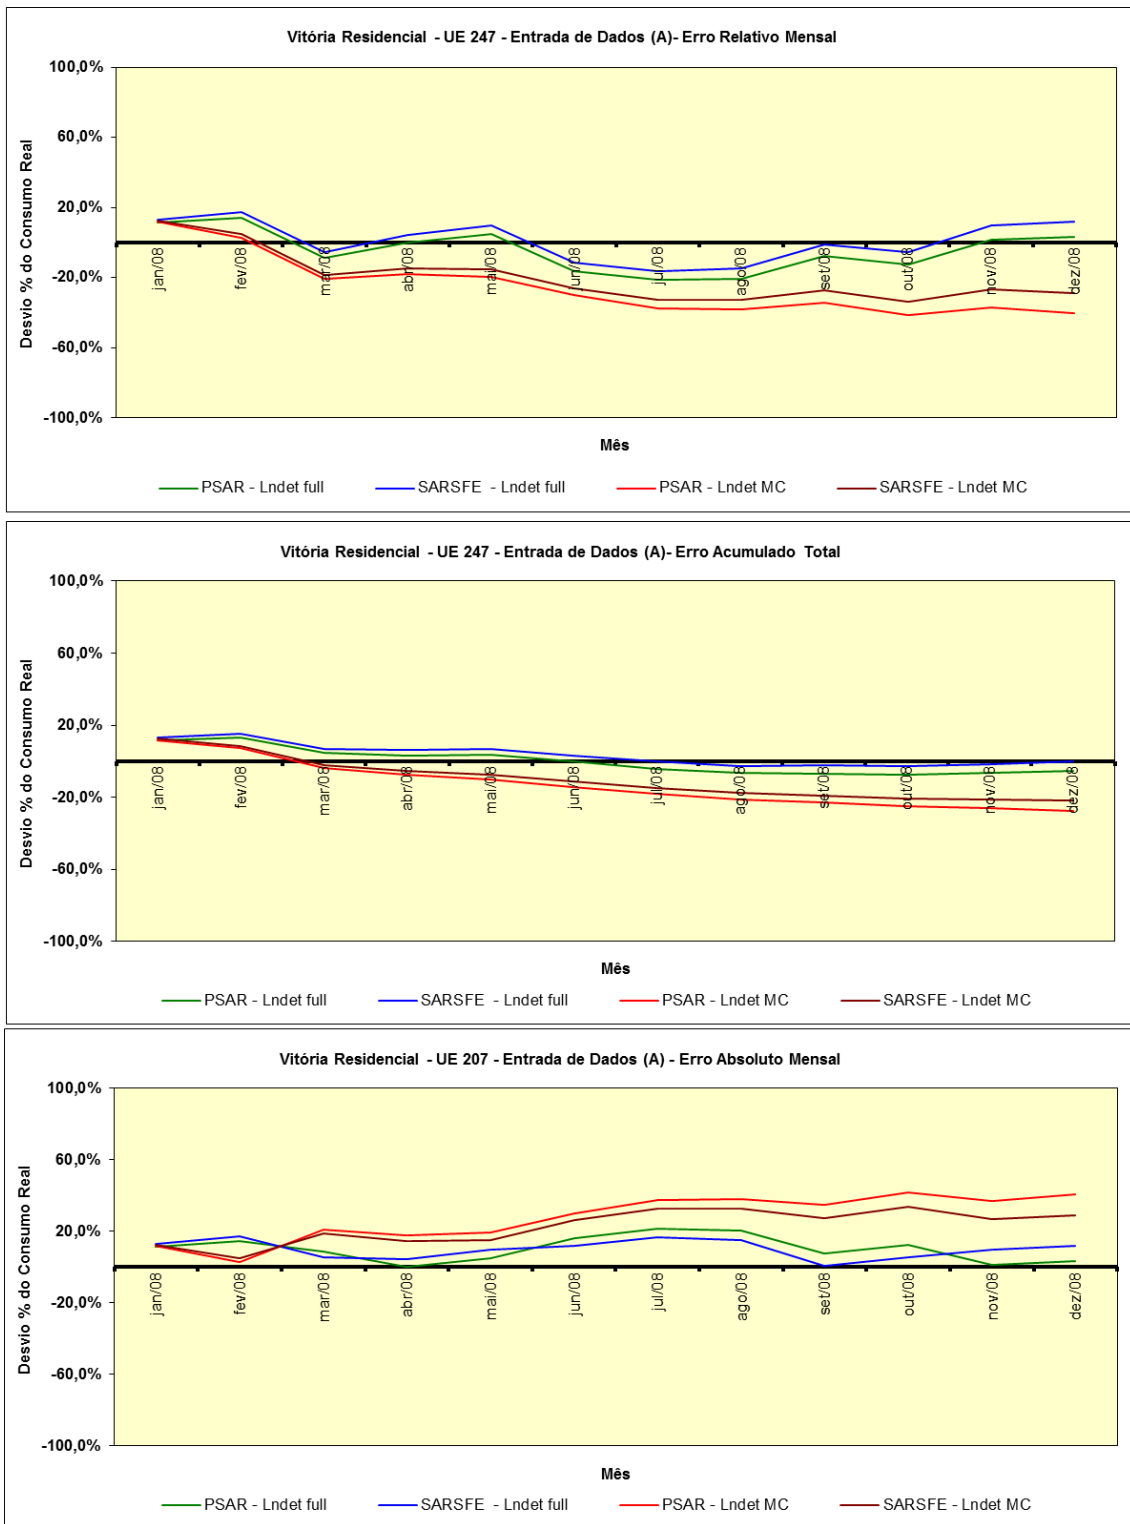 Vitória Residencial - UE 247 - Entrada de Dados (A)- Erro Relativo Mensal
100,0%
60,0%
20,0%
-20,0%
-60,0%
-100,0%
Desvio % do Consumo Real
jan/08 fev/08 mar/08 abr/08 mai/08 jun/08 jul/08 ago/08 set/08 out/08 nov/08 dez/08
Mês
PSAR - Lndet full SARSFE - Lndet full PSAR - Lndet MC SARSFE - Lndet MC
Vitória Residencial - UE 247 - Entrada de Dados (A)- Erro Acumulado Total
100,0%
60,0%
20,0%
-20,0%
-60,0%
-100,0%
Desvio % do Consumo Real
jan/08 fev/08 mar/08 abr/08 mai/08 jun/08 jul/08 ago/08 set/08 out/08 nov/08 dez/08
Mês
PSAR - Lndet full SARSFE - Lndet full PSAR - Lndet MC SARSFE - Lndet MC
Vitória Residencial - UE 207 - Entrada de Dados (A) - Erro Absoluto Mensal
100,0%
60,0%
20,0%
-20,0%
-60,0%
-100,0%
Desvio % do Consumo Real
jan/08 fev/08 mar/08 abr/08 mai/08 jun/08 jul/08 ago/08 set/08 out/08 nov/08 dez/08
Mês
PSAR - Lndet full SARSFE - Lndet full PSAR - Lndet MC SARSFE - Lndet MC